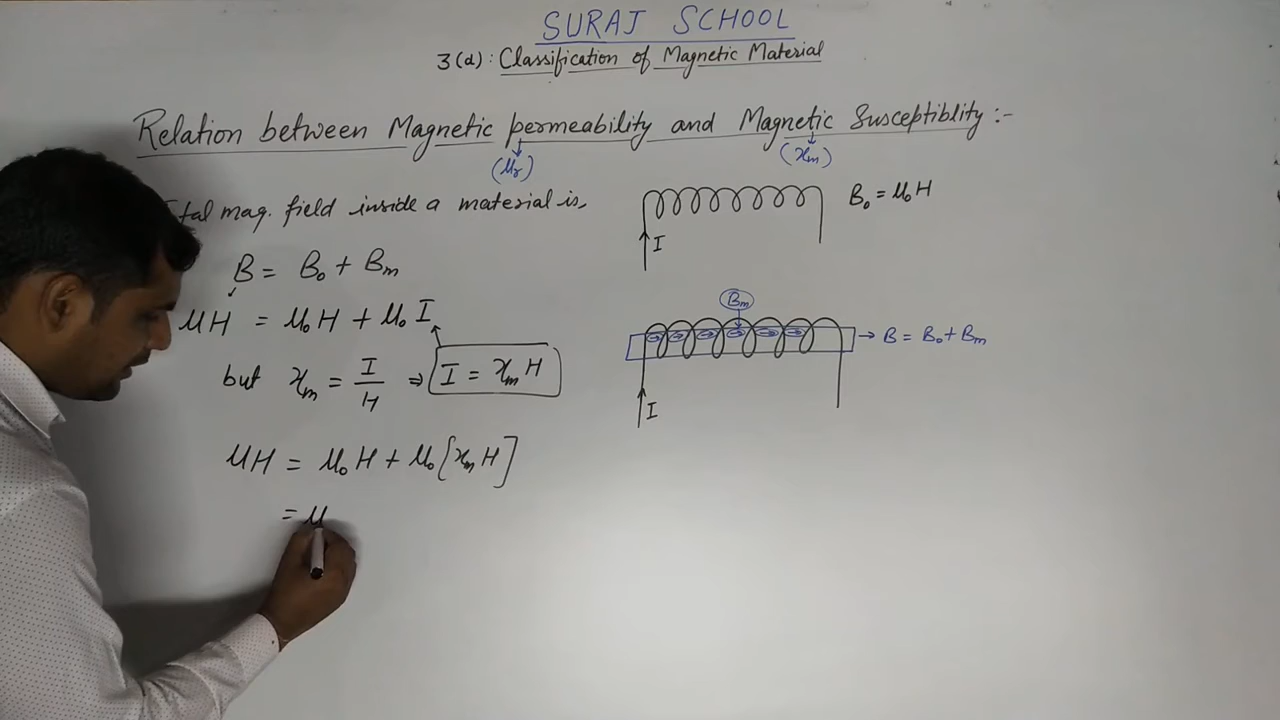 SURAJ SCHOOL
3(d): Classification of Magnetic Material
Relation between Magnetic permeability and Magnetic Susceptiblity :-
(μr)
(χm)
mag. field inside a material is,
B = B₀ + Bm
μH = μ₀H + μ₀I
but χm = I/H ⇒ I = χmH
μH = μ₀H + μ₀[χmH]
= μ
I
B₀ = μ₀H
Bm
→ B = B₀ + Bm
I